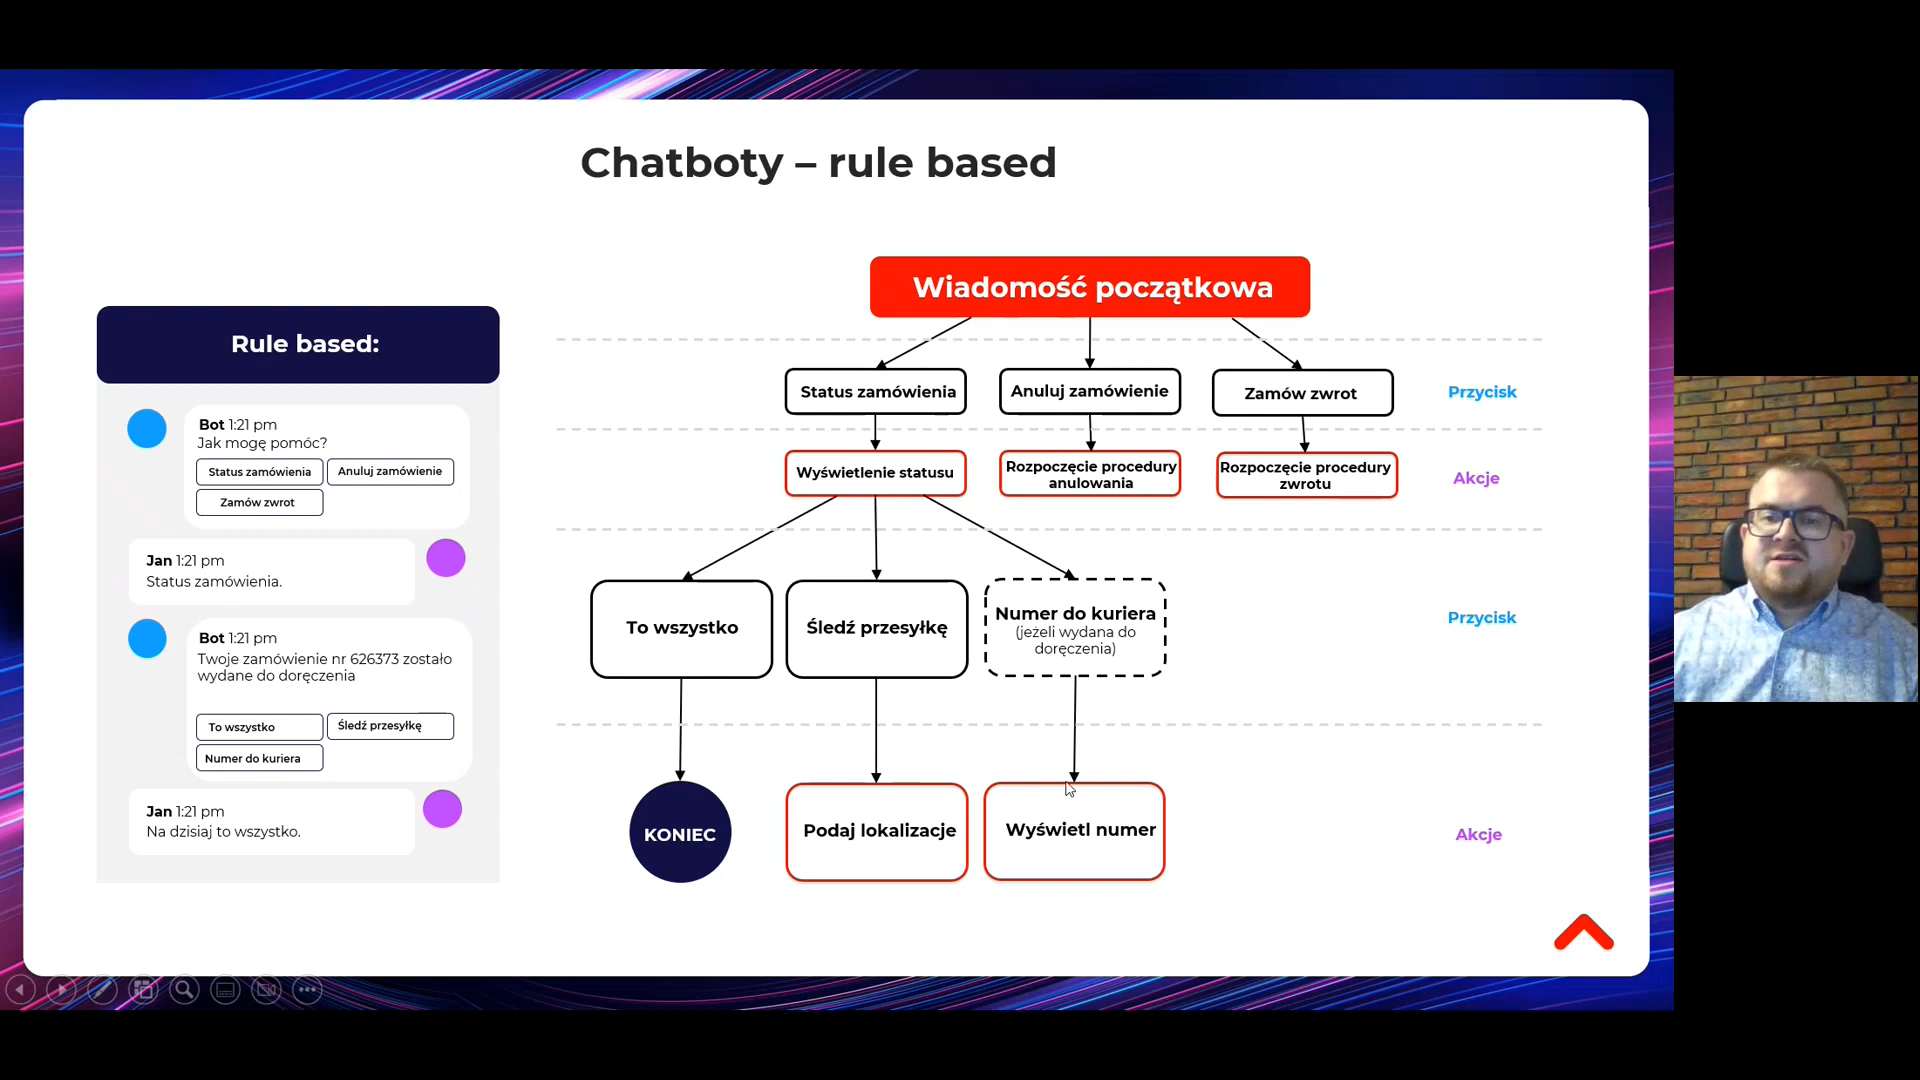 Chatboty – rule based
Rule based:
Bot 1:21 pm
Jak mogę pomóc?
Status zamówienia
Anuluj zamówienie
Zamów zwrot
Jan 1:21 pm
Status zamówienia.
Bot 1:21 pm
Twoje zamówienie nr 626373 zostało
wydane do doręczenia
To wszystko
Śledź przesyłkę
Numer do kuriera
Jan 1:21 pm
Na dzisiaj to wszystko.
Wiadomość początkowa
Status zamówienia
Anuluj zamówienie
Zamów zwrot
Przycisk
Wyświetlenie statusu
Rozpoczęcie procedury
anulowania
Rozpoczęcie procedury
zwrotu
Akcje
To wszystko
Śledź przesyłkę
Numer do kuriera
(jeżeli wydana do
doręczenia)
Przycisk
KONIEC
Podaj lokalizacje
Wyświetl numer
Akcje